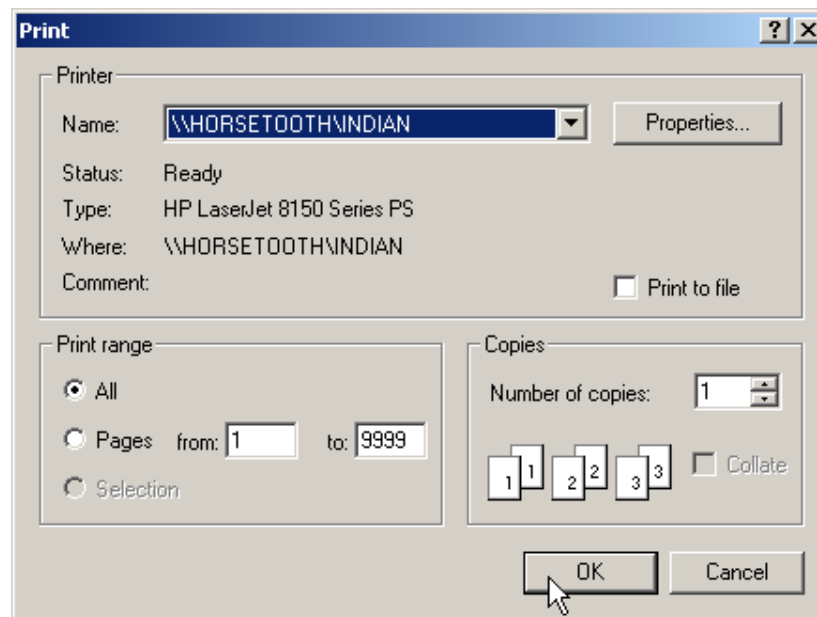 Print
Printer
Name: \\HORSETOOTH\INDIAN Properties...
Status: Ready
Type: HP LaserJet 8150 Series PS
Where: \\HORSETOOTH\INDIAN
Comment: Print to file
Print range
All
Pages from: 1 to: 9999
Selection
Copies
Number of copies: 1
1 1 2 2 3 3 Collate
OK Cancel